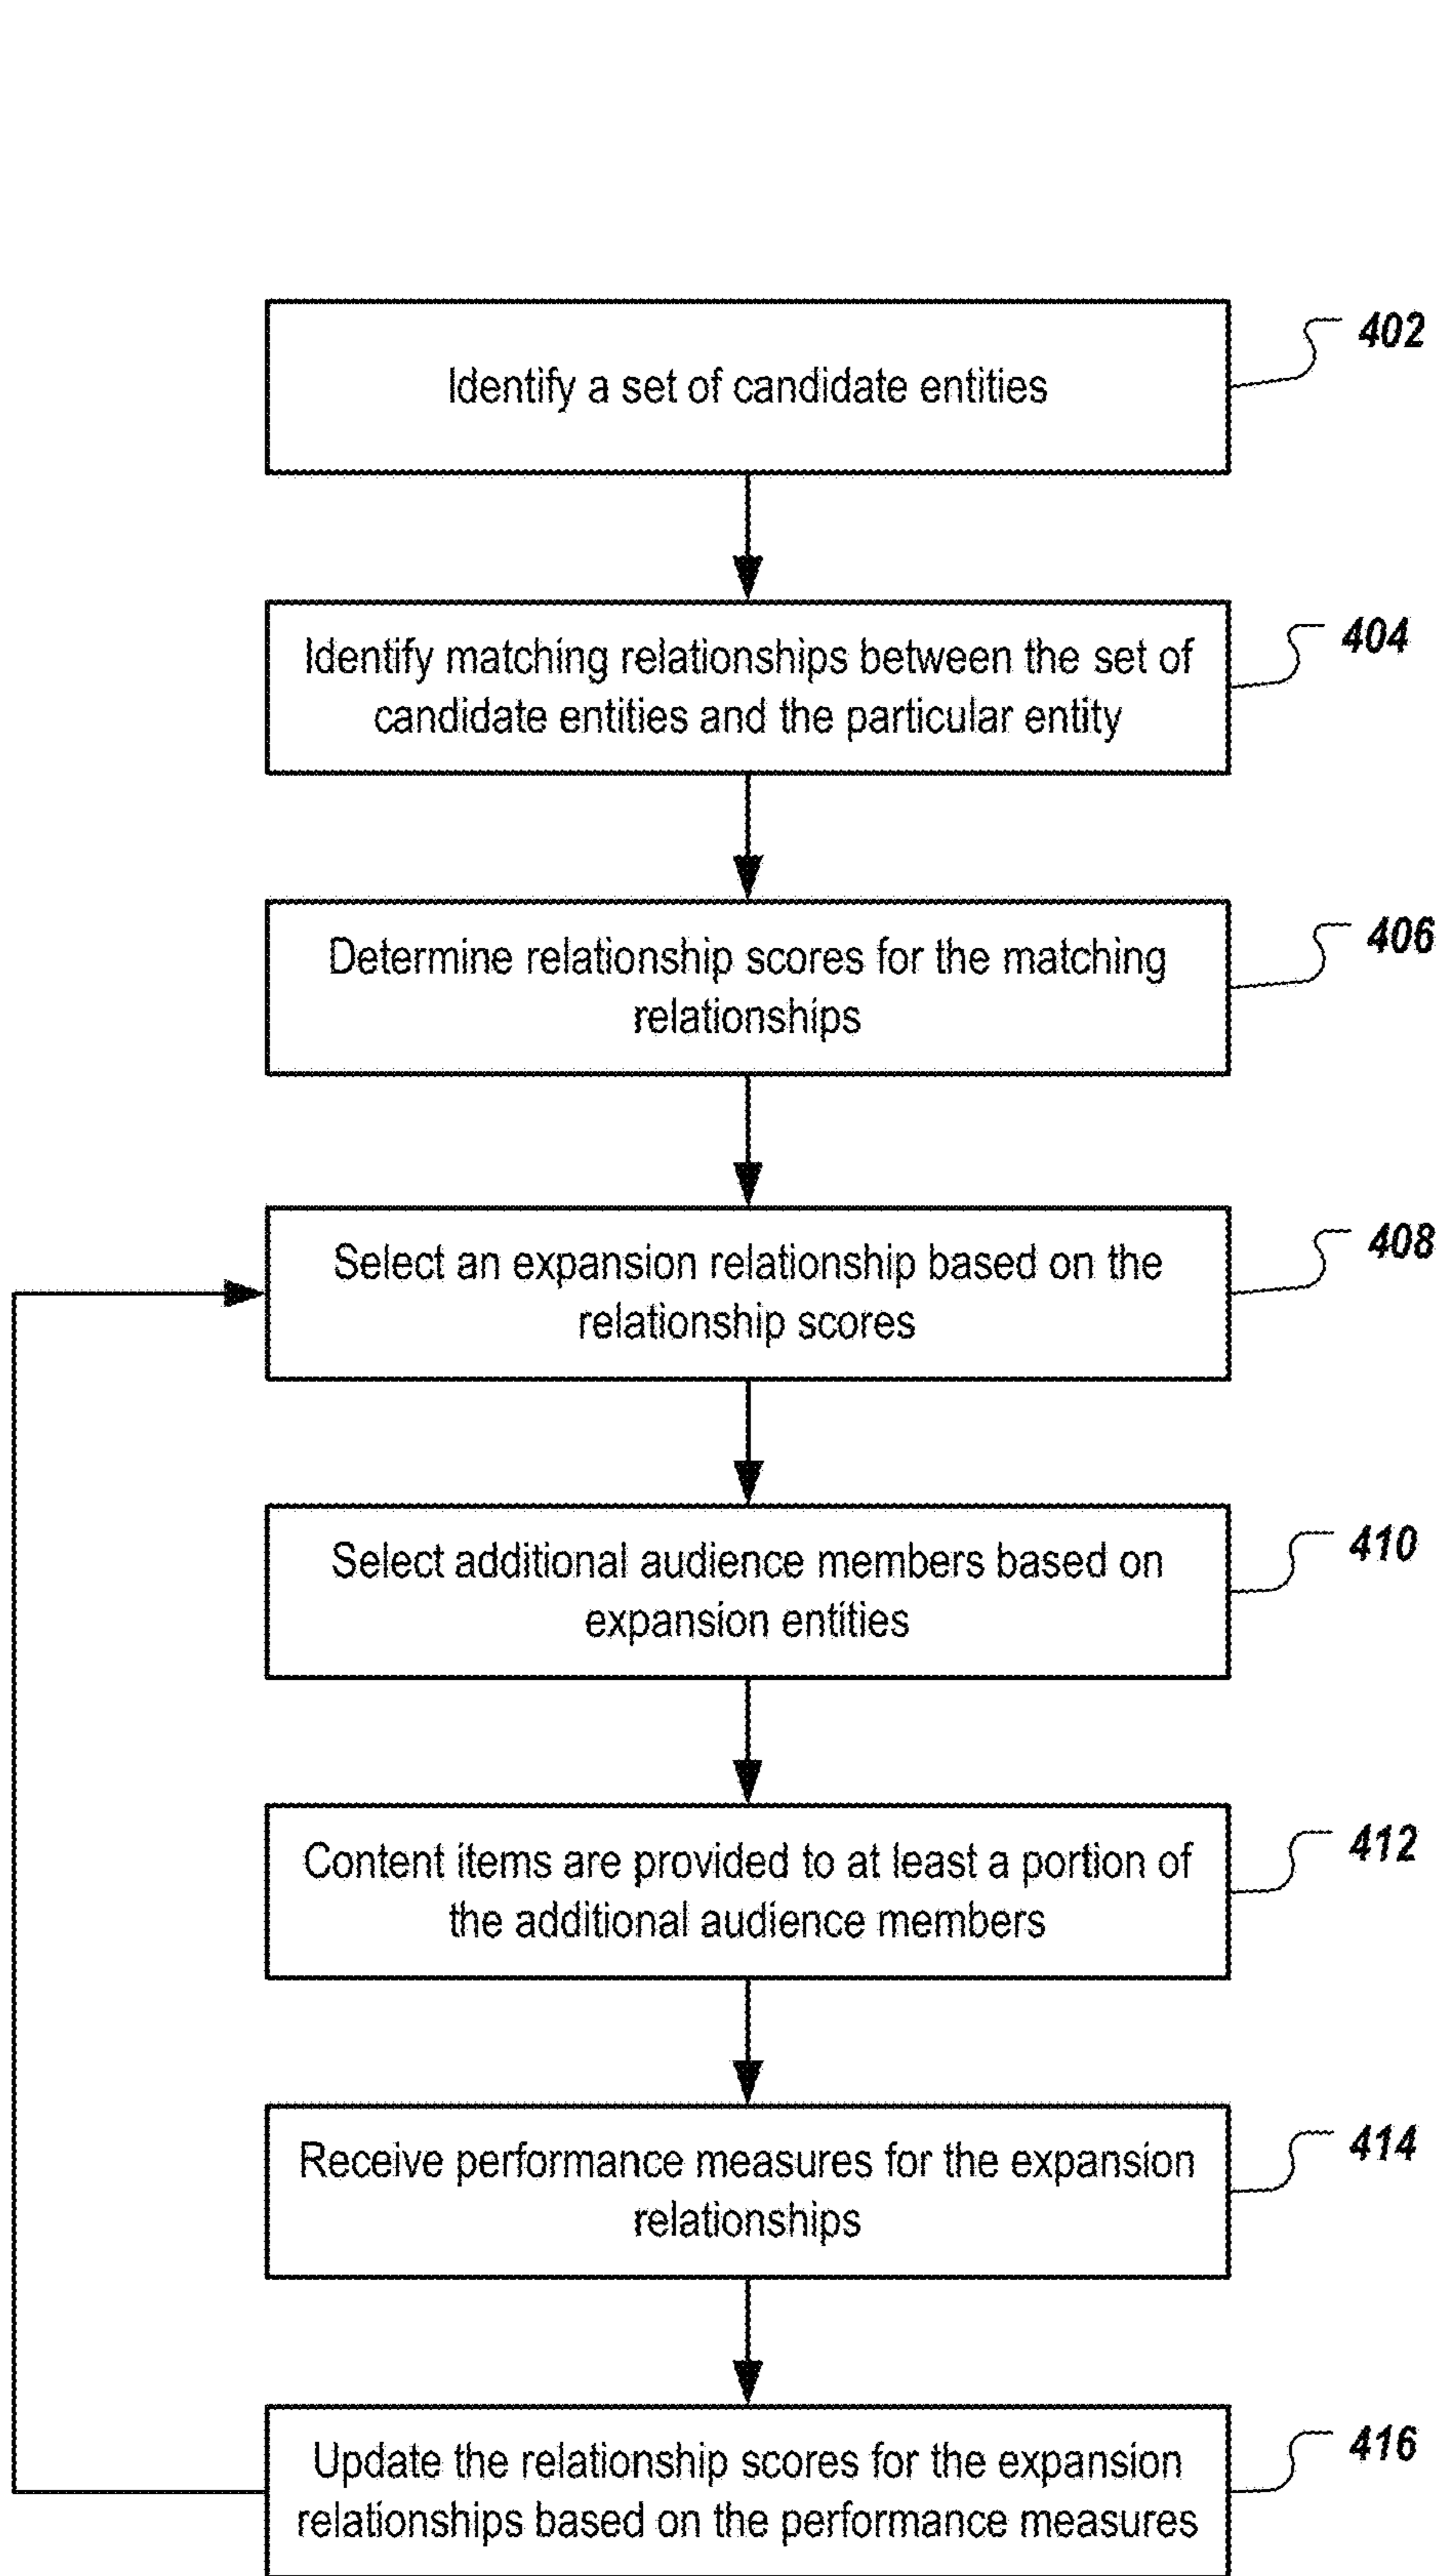 Identify a set of candidate entities
402
Identify matching relationships between the set of
candidate entities and the particular entity
404
Determine relationship scores for the matching
relationships
406
Select an expansion relationship based on the
relationship scores
408
Select additional audience members based on
expansion entities
410
Content items are provided to at least a portion of
the additional audience members
412
Receive performance measures for the expansion
relationships
414
Update the relationship scores for the expansion
relationships based on the performance measures
416